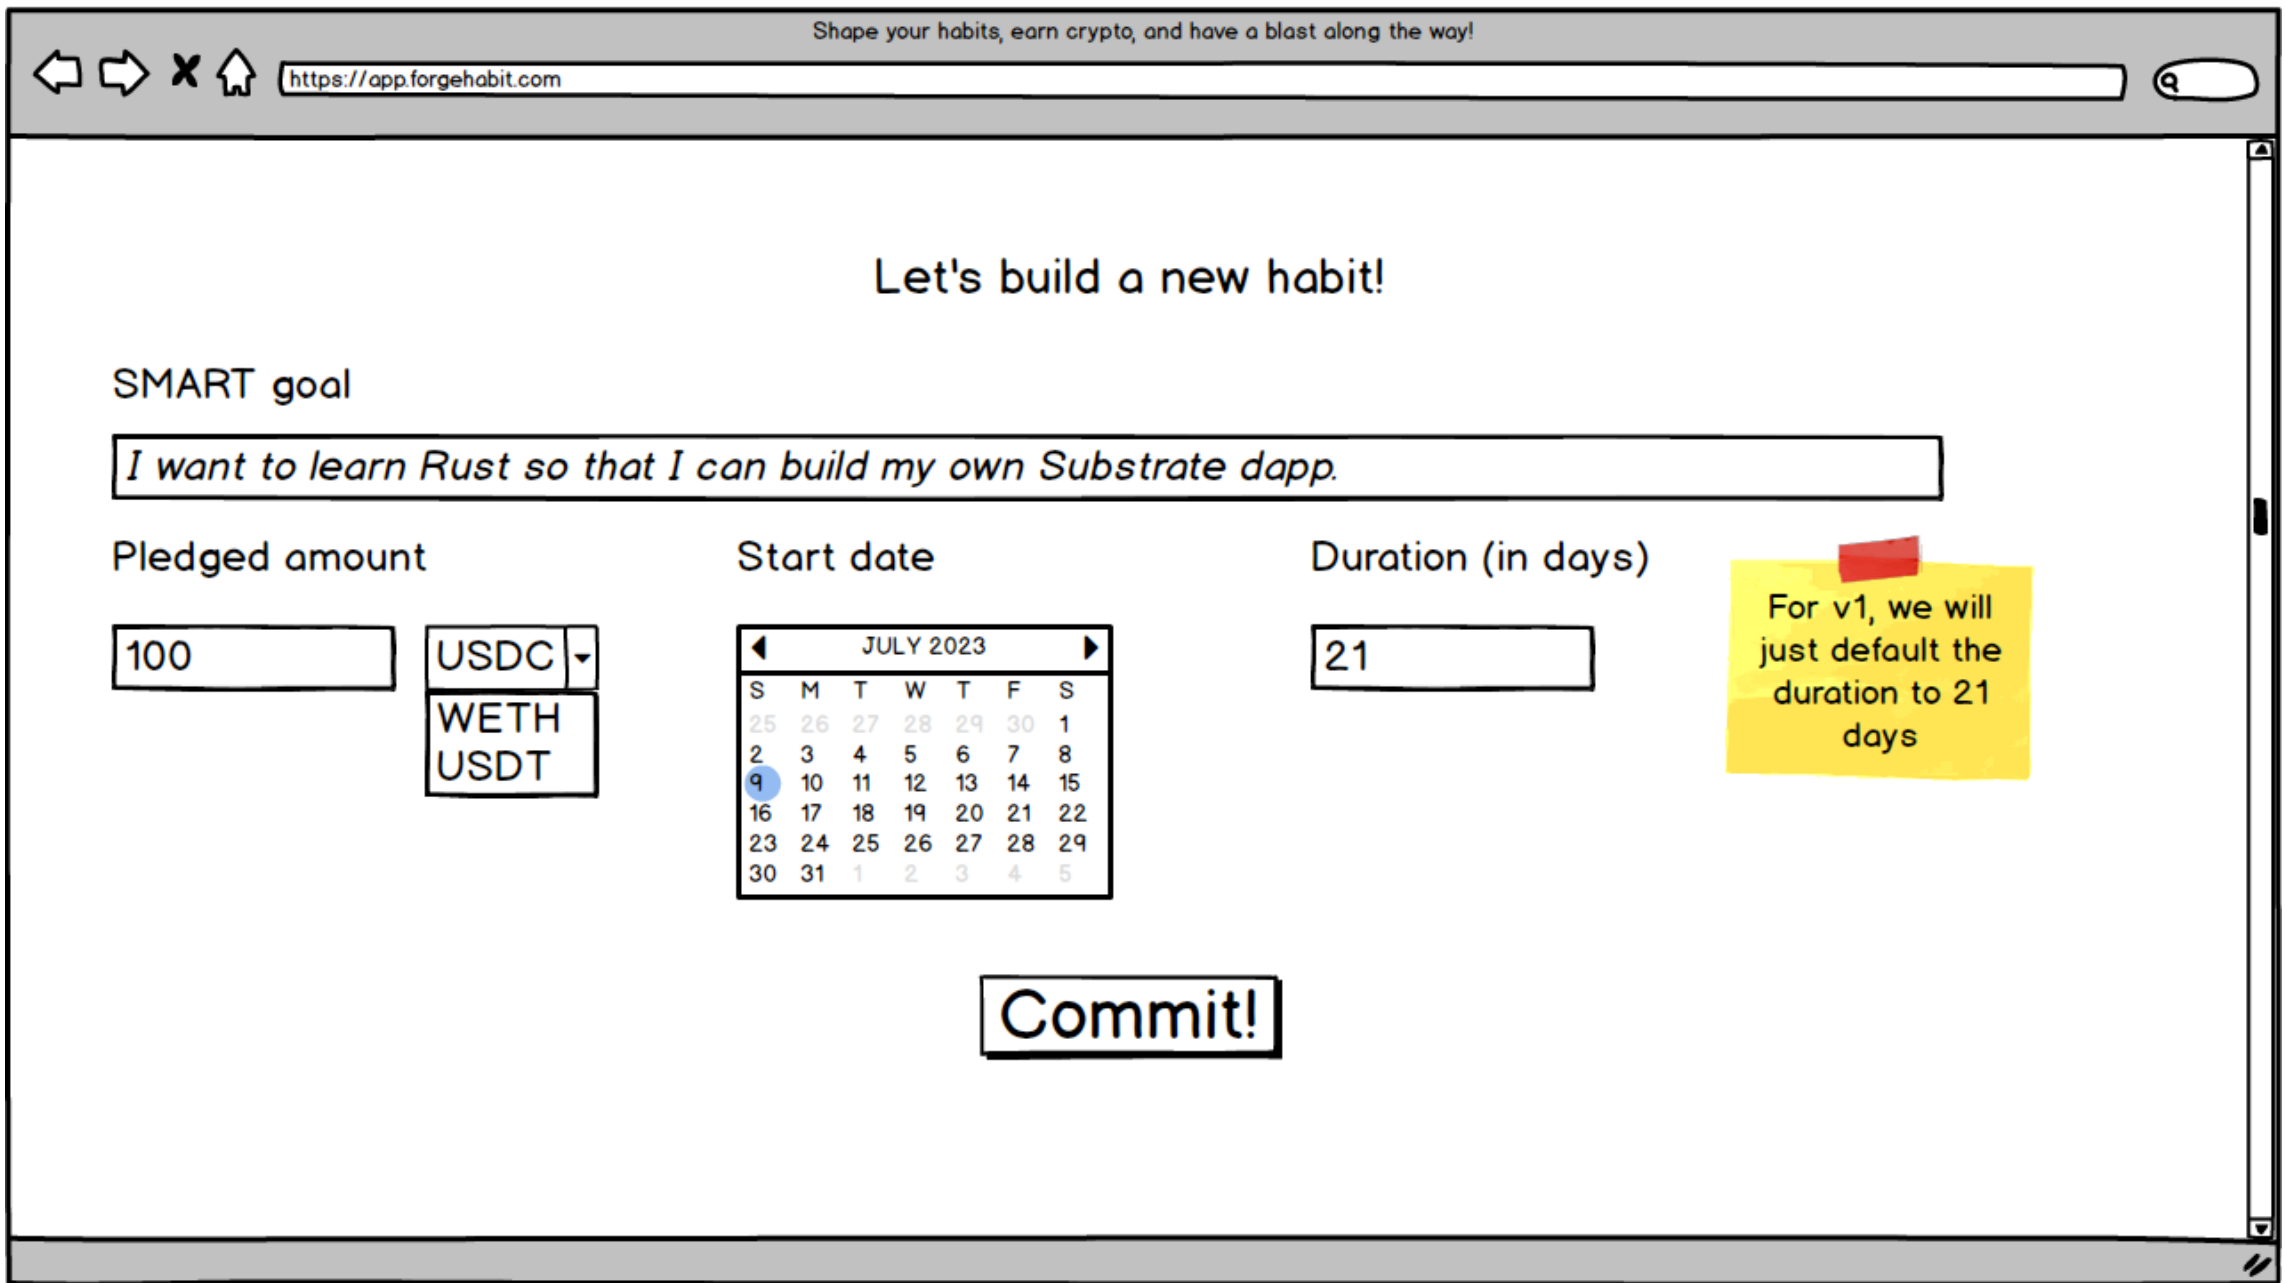 Shape your habits, earn crypto, and have a blast along the way!
https://app.forgehabit.com
Let's build a new habit!
SMART goal
I want to learn Rust so that I can build my own Substrate dapp.
Pledged amount
100
USDC
WETH
USDT
Start date
JULY 2023
S M T W T F S
25 26 27 28 29 30 1
2 3 4 5 6 7 8
9 10 11 12 13 14 15
16 17 18 19 20 21 22
23 24 25 26 27 28 29
30 31 1 2 3 4 5
Duration (in days)
21
For v1, we will
just default the
duration to 21
days
Commit!